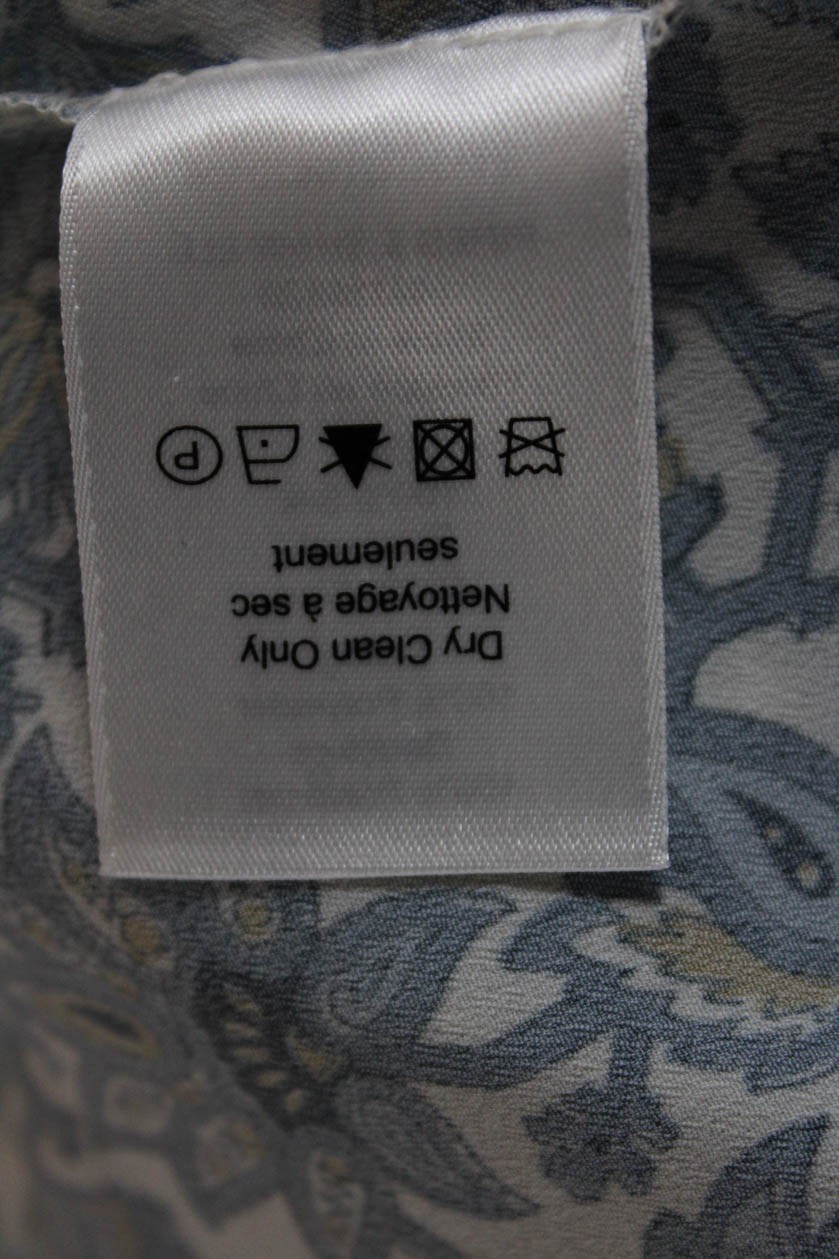 Dry Clean Only
Nettoyage à sec
seulement
P